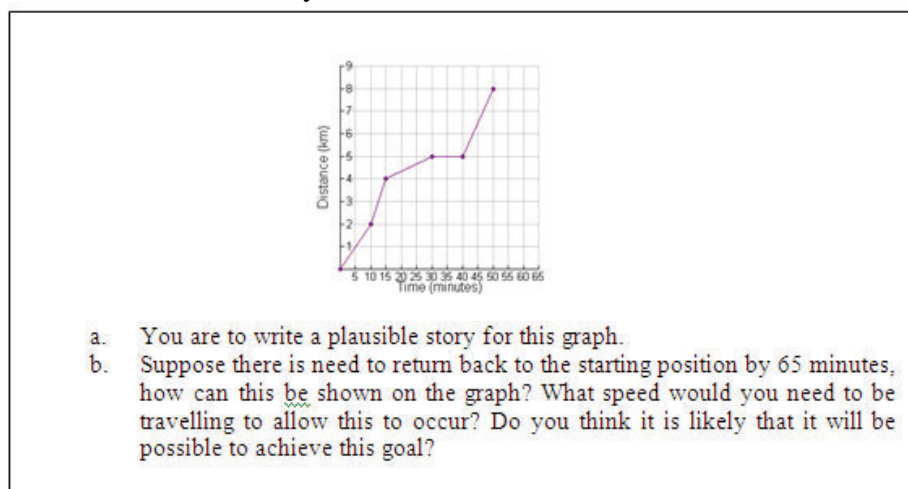 9
8
7
6
5
4
3
2
1
Distance (km)
5 10 15 20 25 30 35 40 45 50 55 60 65
Time (minutes)
a. You are to write a plausible story for this graph.
b. Suppose there is need to return back to the starting position by 65 minutes,
how can this be shown on the graph? What speed would you need to be
travelling to allow this to occur? Do you think it is likely that it will be
possible to achieve this goal?